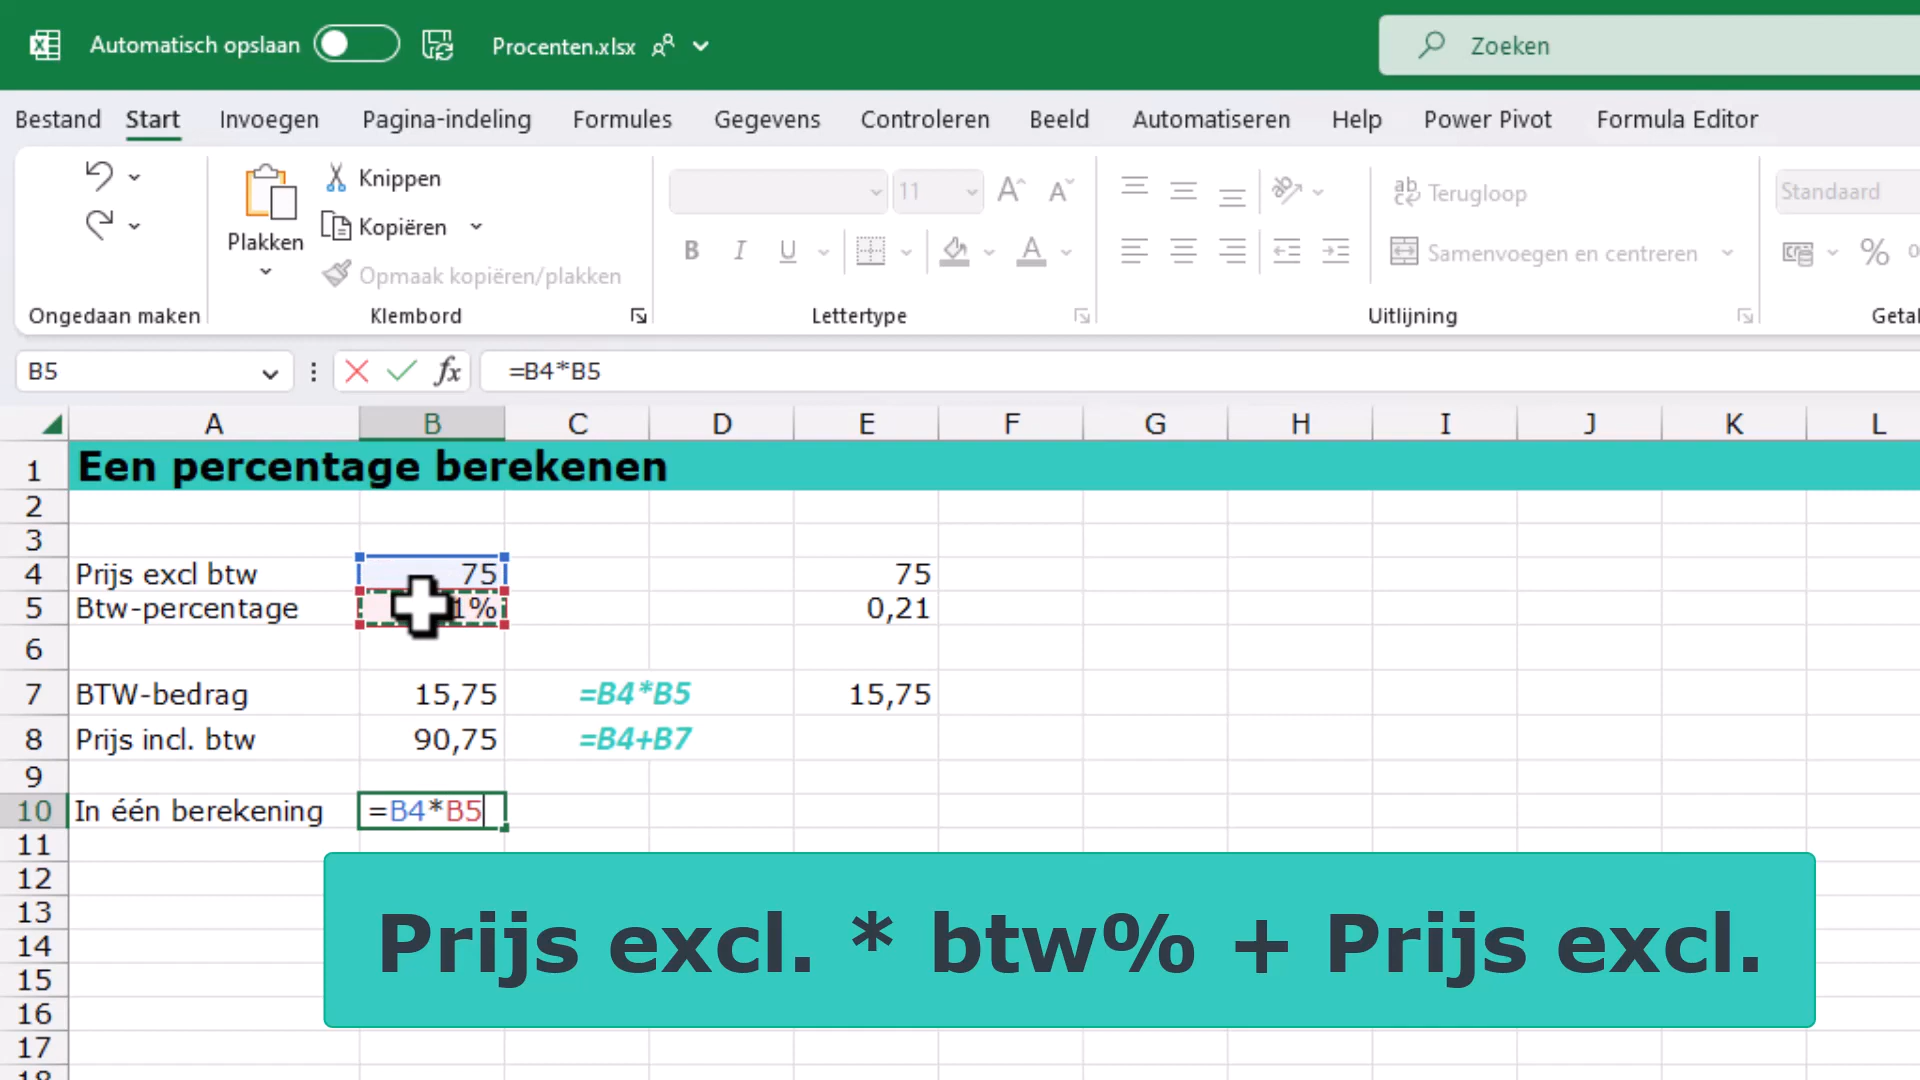 Automatisch opslaan Procenten.xlsx Zoeken
Bestand Start Invoegen Pagina-indeling Formules Gegevens Controleren Beeld Automatiseren Help Power Pivot Formula Editor
Knippen
Kopiëren
Plakken
Opmaak kopiëren/plakken
11
B I U A
Terugloop
Samenvoegen en centreren
Standaard
%
Ongedaan maken Klembord Lettertype Uitlijning
B5 fx =B4*B5
A B C D E F G H I J K L
1 Een percentage berekenen
2
3
4 Prijs excl btw 75 75
5 Btw-percentage 1% 0,21
6
7 BTW-bedrag 15,75 =B4*B5 15,75
8 Prijs incl. btw 90,75 =B4+B7
9
10 In één berekening =B4*B5
11
12
13
14
15
16
17
18
Prijs excl. * btw% + Prijs excl.